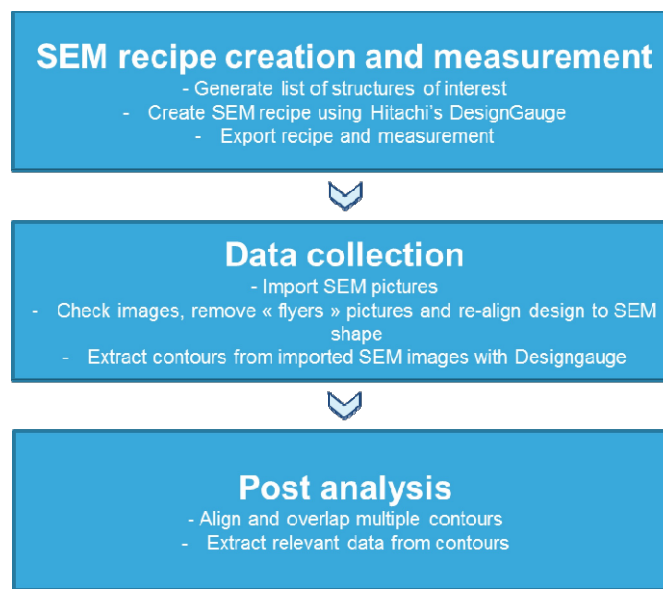 SEM recipe creation and measurement
- Generate list of structures of interest
- Create SEM recipe using Hitachi's DesignGauge
- Export recipe and measurement
Data collection
- Import SEM pictures
- Check images, remove « flyers » pictures and re-align design to SEM
shape
- Extract contours from imported SEM images with Designgauge
Post analysis
- Align and overlap multiple contours
- Extract relevant data from contours